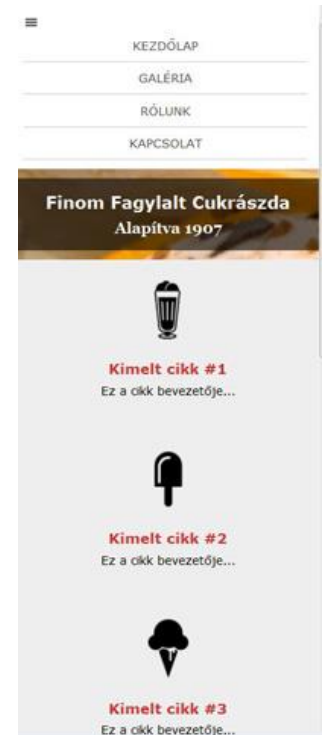 KEZDŐLAP
GALÉRIA
RÓLUNK
KAPCSOLAT
Finom Fagylalt Cukrászda
Alapítva 1907
Kimelt cikk #1
Ez a cikk bevezetője...
Kimelt cikk #2
Ez a cikk bevezetője...
Kimelt cikk #3
Ez a cikk bevezetője...